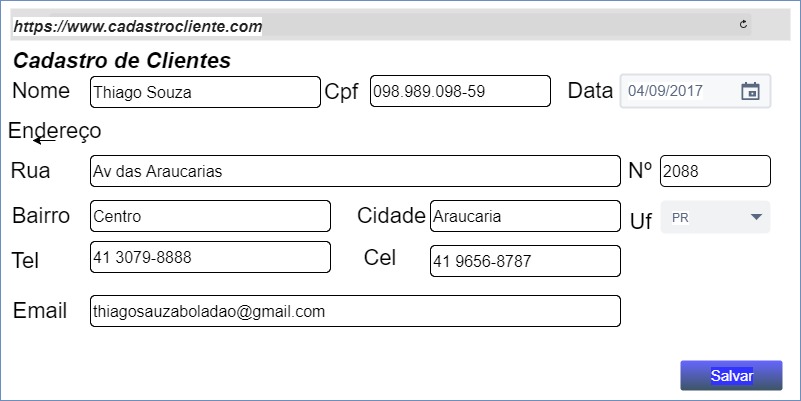 https://www.cadastrocliente.com
Cadastro de Clientes
Nome Thiago Souza Cpf 098.989.098-59 Data 04/09/2017
Endereço
Rua Av das Araucarias Nº 2088
Bairro Centro Cidade Araucaria Uf PR
Tel 41 3079-8888 Cel 41 9656-8787
Email thiagosauzaboladao@gmail.com
Salvar